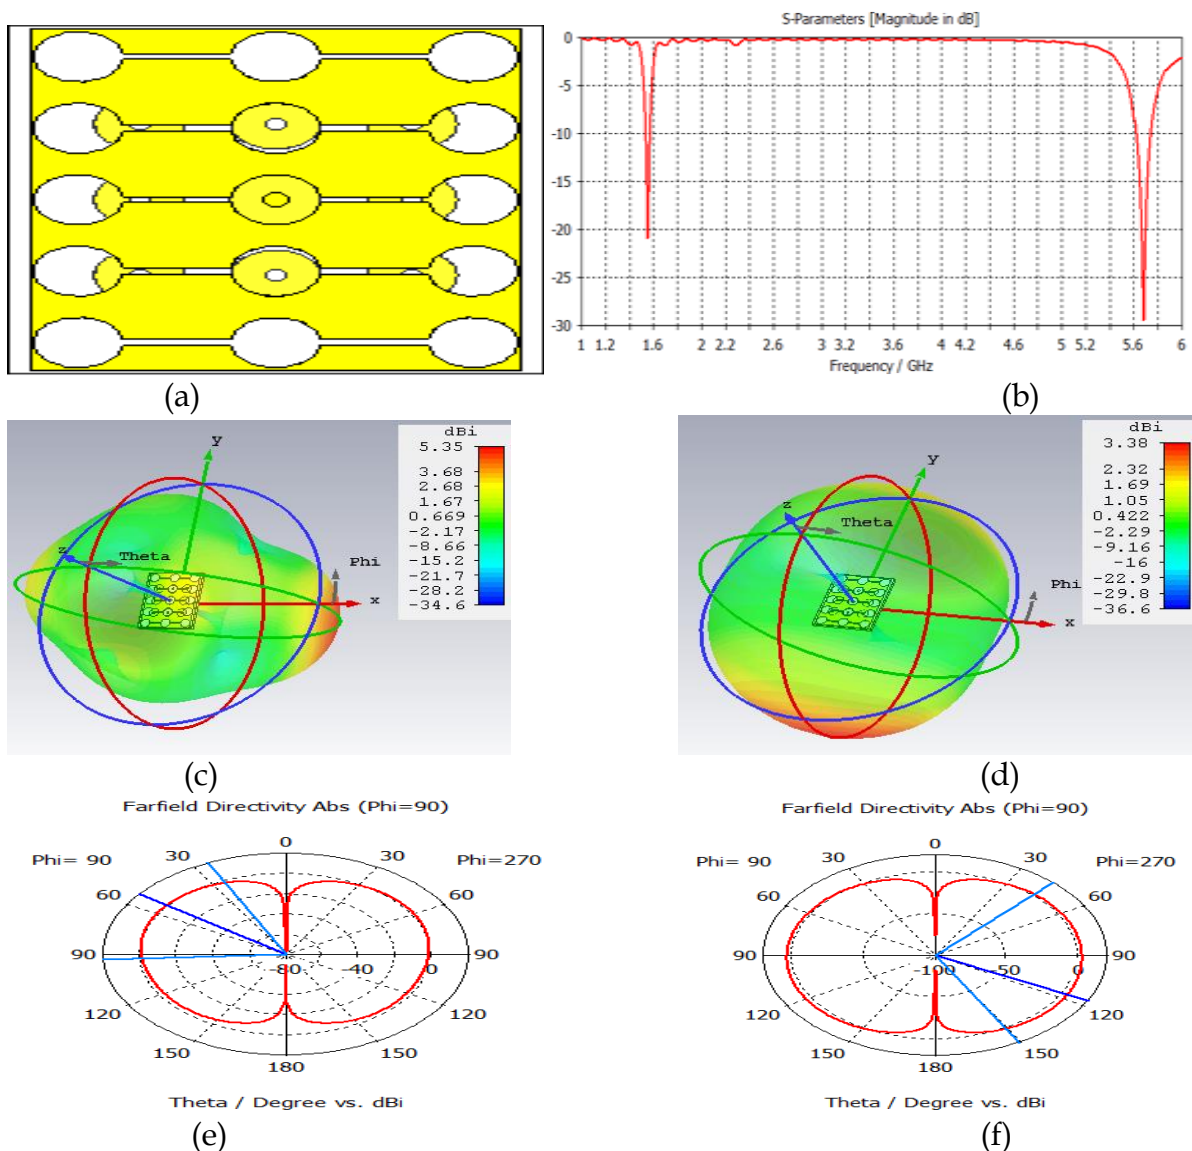 S-Parameters [Magnitude in dB]
0
-5
-10
-15
-20
-25
-30
1 1.2 1.6 2 2.2 2.6 3 3.2 3.6 4 4.2 4.6 5 5.2 5.6 6
Frequency / GHz
(a)
(b)
dBi
5.35
3.68
2.68
1.67
0.669
-2.17
-8.66
-15.2
-21.7
-28.2
-34.6
y
z
Theta
Phi
x
dBi
3.38
2.32
1.69
1.05
0.422
-2.29
-9.16
-16
-22.9
-29.8
-36.6
y
z
Theta
Phi
x
(c)
(d)
Farfield Directivity Abs (Phi=90)
0
Phi= 90 30 30 Phi=270
60 60
90 -80 -40 0 90
120 120
150 150
180
Theta / Degree vs. dBi
(e)
Farfield Directivity Abs (Phi=90)
0
Phi= 90 30 30 Phi=270
60 60
90 -100 -50 0 90
120 120
150 150
180
Theta / Degree vs. dBi
(f)